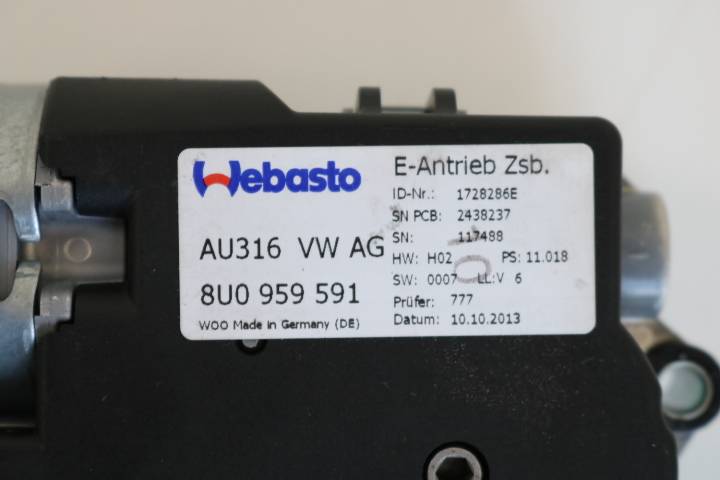 Webasto
AU316 VW AG
8U0 959 591
WOO Made in Germany (DE)
E-Antrieb Zsb.
ID-Nr.: 1728286E
SN PCB: 2438237
SN: 117488
HW: H02 PS: 11.018
SW: 0007 LL:V 6
Prüfer: 777
Datum: 10.10.2013